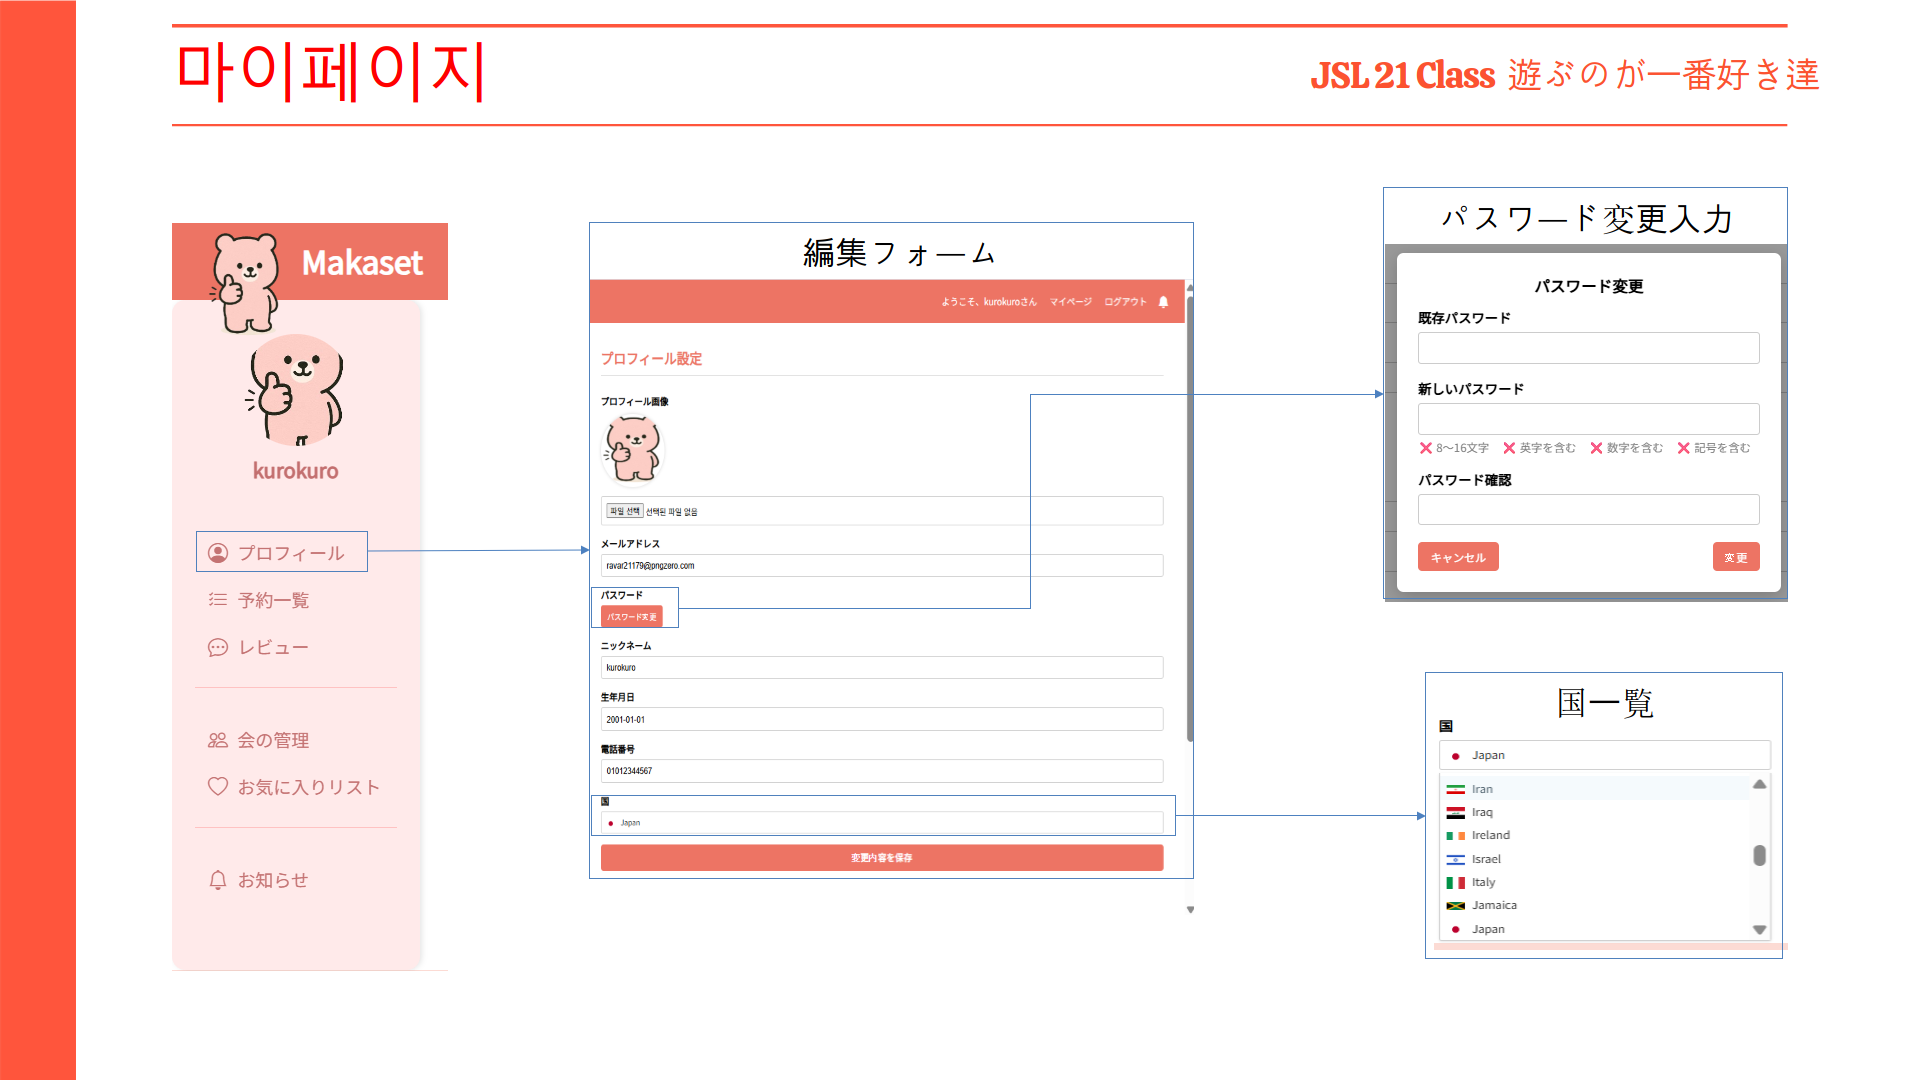 마이페이지
JSL 21 Class 遊ぶのが一番好き達
Makaset
kurokuro
プロフィール
予約一覧
レビュー
会の管理
お気に入りリスト
お知らせ
編集フォーム
ようこそ、kurokuroさん マイページ ログアウト
プロフィール設定
プロフィール画像
파일 선택 선택된 파일 없음
メールアドレス
ravar21179@pngzero.com
パスワード
パスワード変更
ニックネーム
kurokuro
生年月日
2001-01-01
電話番号
01012344567
国
Japan
変更内容を保存
パスワード変更入力
パスワード変更
既存パスワード
新しいパスワード
❌ 8～16文字 ❌ 英字を含む ❌ 数字を含む ❌ 記号を含む
パスワード確認
キャンセル 変更
国一覧
国
Japan
Iran
Iraq
Ireland
Israel
Italy
Jamaica
Japan